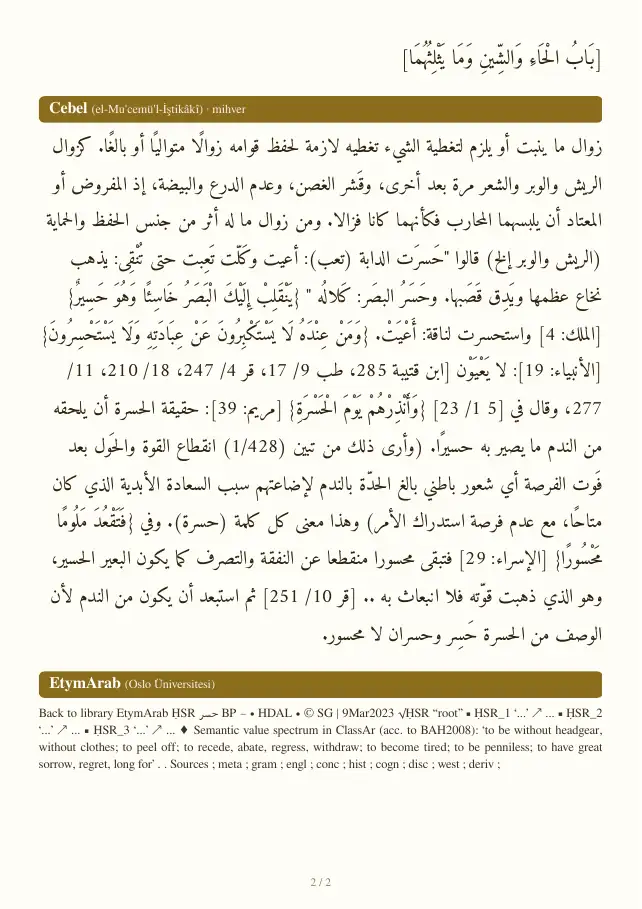 [بَابُ الْحَاءِ وَالشِّينِ وَمَا يَثْلِثُهُمَا]
Cebel (el-Mu'cemü'l-İştikâkî) · mihver
زوال ما ينبت أو يلزم لتغطية الشيء تغطيه لازمة لحفظ قوامه زوالًا متواليًا أو بالغًا. كزوال
الريش والوبر والشعر مرة بعد أخرى، وقَشر الغصن، وعدم الدرع والبيضة، إذ المفروض أو
المعتاد أن يلبسهما المحارب فكأنهما كانا فزالا. ومن زوال ما له أثر من جنس الحفظ والحماية
(الريش والوبر إلخ) قالوا "حَسرَت الدابة (تعب): أعيت وكَلّت تَعِبت حتى تُنْقِى: يذهب
نخاع عظمها ويَدِق قَصَبها. وحَسَرُ البصَر: كَلالُه " {يَنْقَلِبْ إِلَيْكَ الْبَصَرُ خَاسِئًا وَهُوَ حَسِيرٌ}
[الملك: 4] واستحسرت لناقة: أَعْيَتْ. {وَمَنْ عِنْدَهُ لَا يَسْتَكْبِرُونَ عَنْ عِبَادَتِهِ وَلَا يَسْتَحْسِرُونَ}
[الأنبياء: 19]: لا يَعْيَوْن [ابن قتيبة 285، طب 9/ 17، قر 4/ 247، 18/ 210، 11/
277، وقال في [5 1/ 23] {وَأَنْذِرْهُمْ يَوْمَ الْحَسْرَةِ} [مريم: 39]: حقيقة الحسرة أن يلحقه
من الندم ما يصير به حسيرًا. (وأرى ذلك من تبين (1/428) انقطاع القوة والحَول بعد
فَوت الفرصة أي شعور باطني بالغ الحدّة بالندم لإضاعتهم سبب السعادة الأبدية الذي كان
متاحًا، مع عدم فرصة استدراك الأمر) وهذا معنى كل كلمة (حسرة). وفي {فَتَقْعُدَ مَلُومًا
مَحْسُورًا} [الإسراء: 29] فتبقى محسورا منقطعا عن النفقة والتصرف كما يكون البعير الحسير،
وهو الذي ذهبت قوّته فلا انبعاث به .. [قر 10/ 251] ثم استبعد أن يكون من الندم لأن
الوصف من الحسرة حَسِر وحسران لا محسور.
EtymArab (Oslo Üniversitesi)
Back to library EtymArab ḤSR حسر BP – • HDAL • © SG | 9Mar2023 √ḤSR “root” ▪ ḤSR_1 ‘...’ ↗ ... ▪ ḤSR_2
‘...’ ↗ ... ▪ ḤSR_3 ‘...’ ↗ ... ♦ Semantic value spectrum in ClassAr (acc. to BAH2008): ‘to be without headgear,
without clothes; to peel off; to recede, abate, regress, withdraw; to become tired; to be penniless; to have great
sorrow, regret, long for’ . . Sources ; meta ; gram ; engl ; conc ; hist ; cogn ; disc ; west ; deriv ;
2 / 2